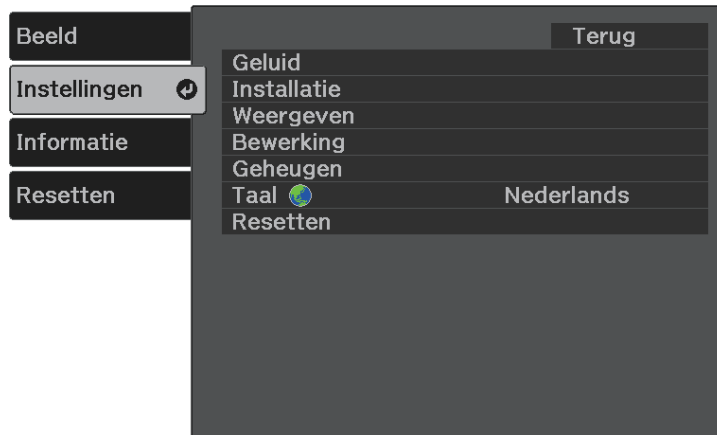 Beeld
Instellingen
Informatie
Resetten
Terug
Geluid
Installatie
Weergeven
Bewerking
Geheugen
Taal Nederlands
Resetten